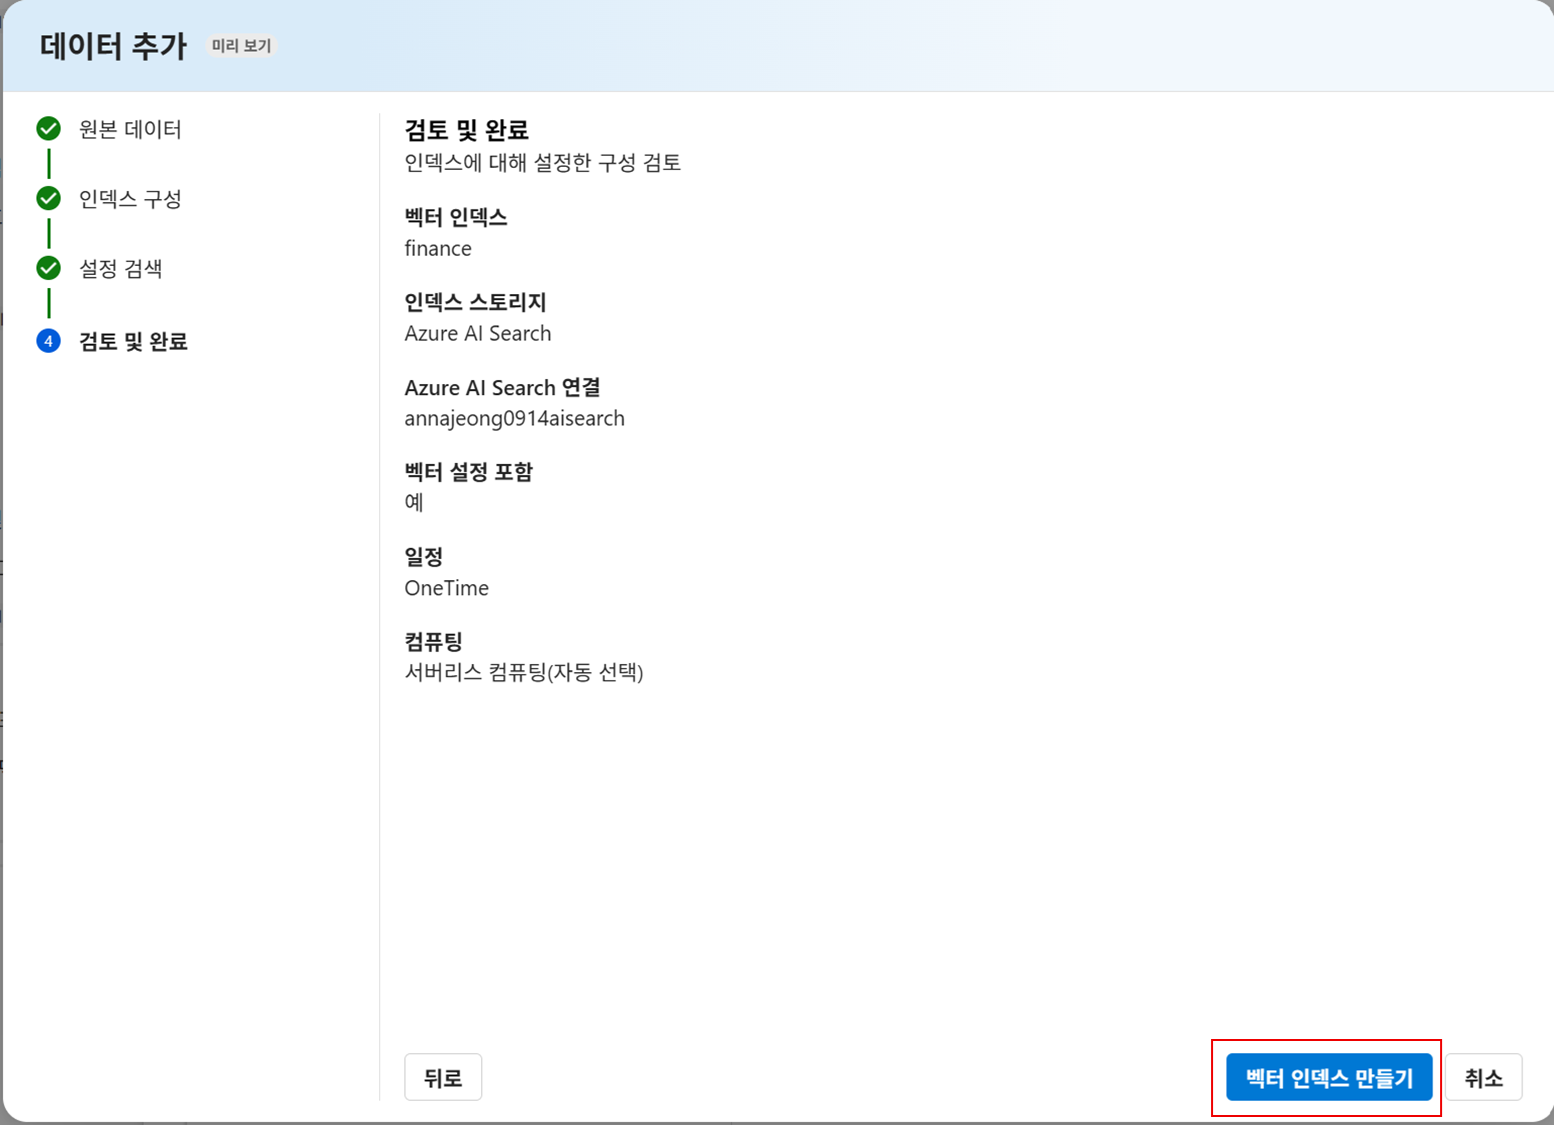 데이터 추가 미리 보기
원본 데이터
인덱스 구성
설정 검색
4 검토 및 완료
검토 및 완료
인덱스에 대해 설정한 구성 검토
벡터 인덱스
finance
인덱스 스토리지
Azure AI Search
Azure AI Search 연결
annajeong0914aisearch
벡터 설정 포함
예
일정
OneTime
컴퓨팅
서버리스 컴퓨팅(자동 선택)
뒤로
벡터 인덱스 만들기
취소